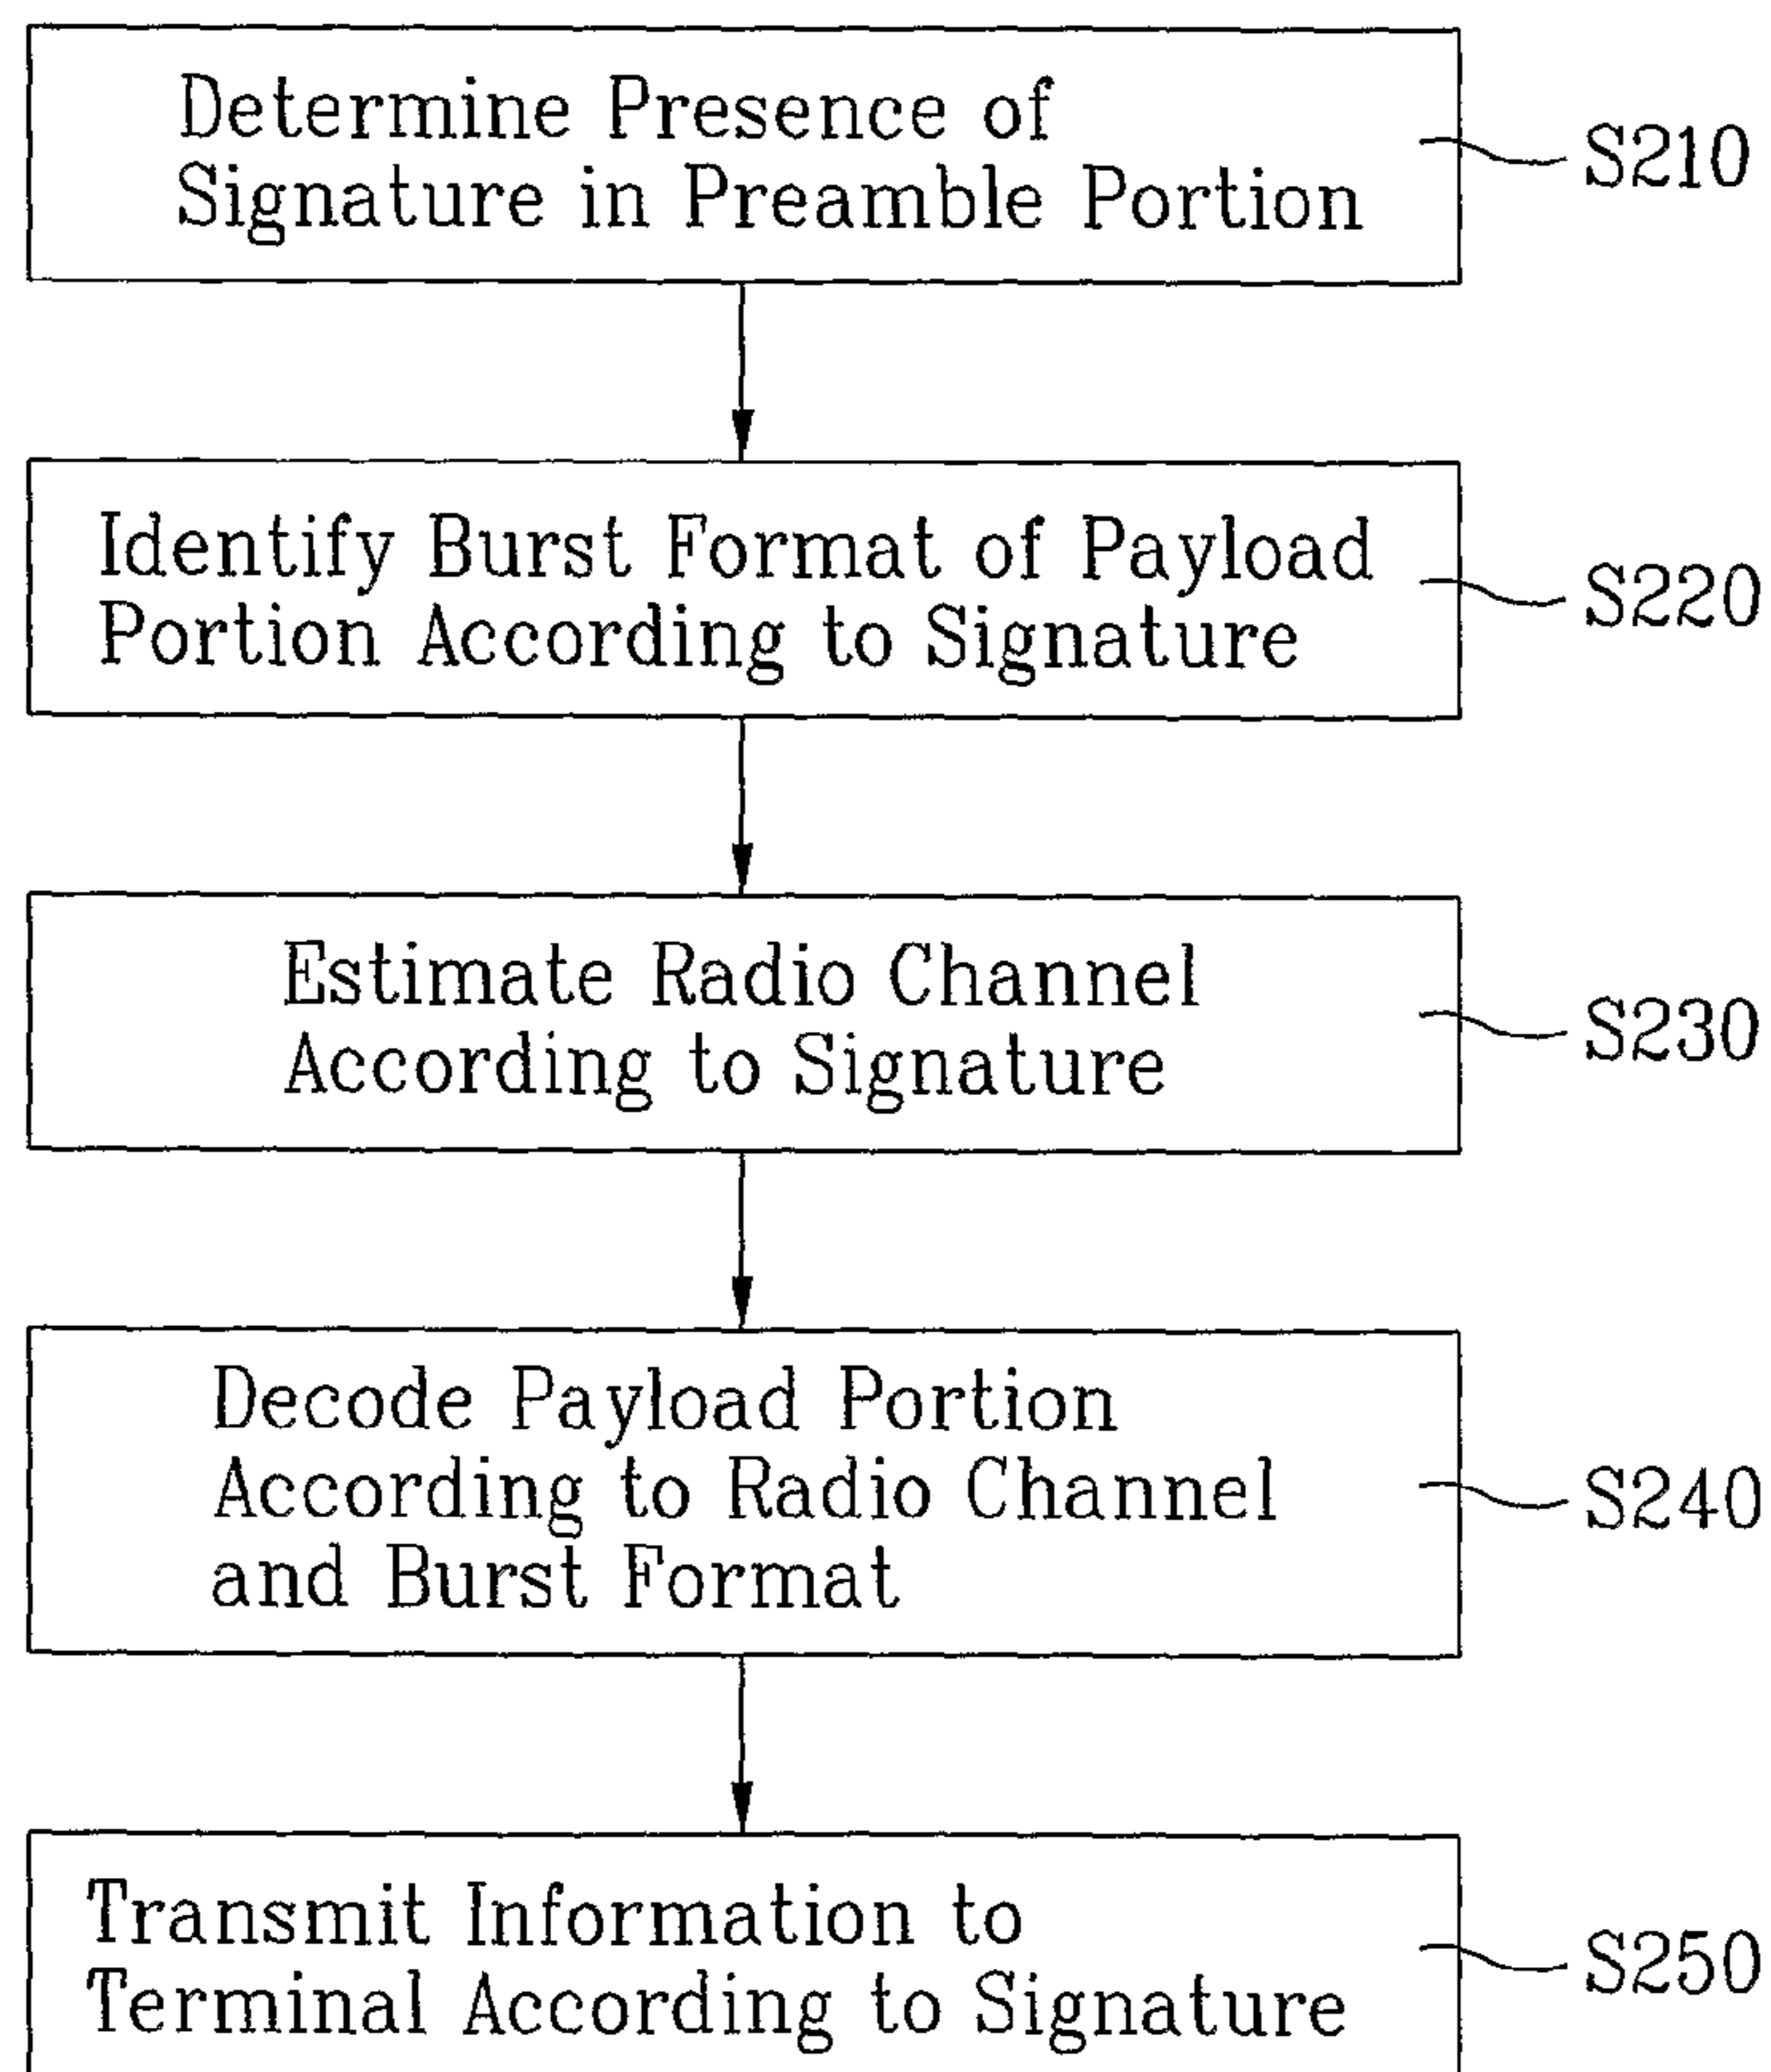 Determine Presence of
Signature in Preamble Portion
S210
Identify Burst Format of Payload
Portion According to Signature
S220
Estimate Radio Channel
According to Signature
S230
Decode Payload Portion
According to Radio Channel
and Burst Format
S240
Transmit Information to
Terminal According to Signature
S250